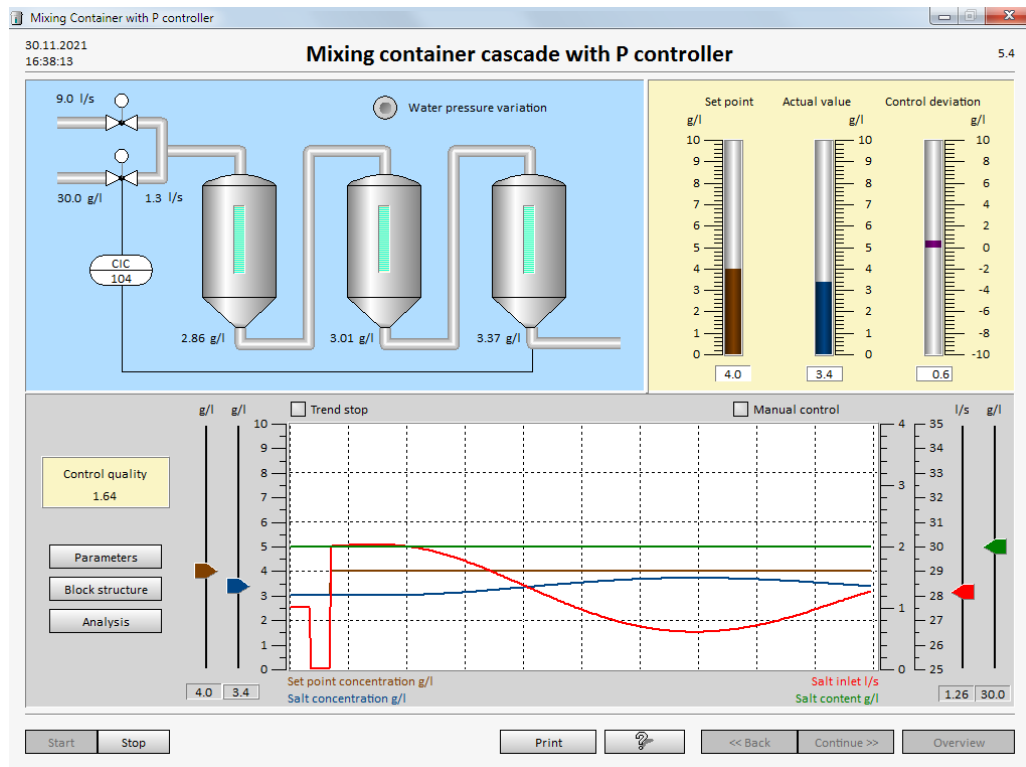 Mixing Container with P controller
30.11.2021
16:38:13
Mixing container cascade with P controller
5.4
9.0 l/s
Water pressure variation
30.0 g/l 1.3 l/s
CIC
104
2.86 g/l 3.01 g/l 3.37 g/l
Set point Actual value Control deviation
g/l g/l g/l
10 10 10
9 9 8
8 8 6
7 7 4
6 6 2
5 5 0
4 4 -2
3 3 -4
2 2 -6
1 1 -8
0 0 -10
4.0 3.4 0.6
g/l g/l Trend stop Manual control l/s g/l
10 4 35
9 34
8 33
7 3 32
6 31
5 2 30
4 29
3 1 28
2 27
1 26
0 0 25
Control quality
1.64
Parameters
Block structure
Analysis
Set point concentration g/l Salt inlet l/s
Salt concentration g/l Salt content g/l
4.0 3.4 1.26 30.0
Start Stop Print ? << Back Continue >> Overview